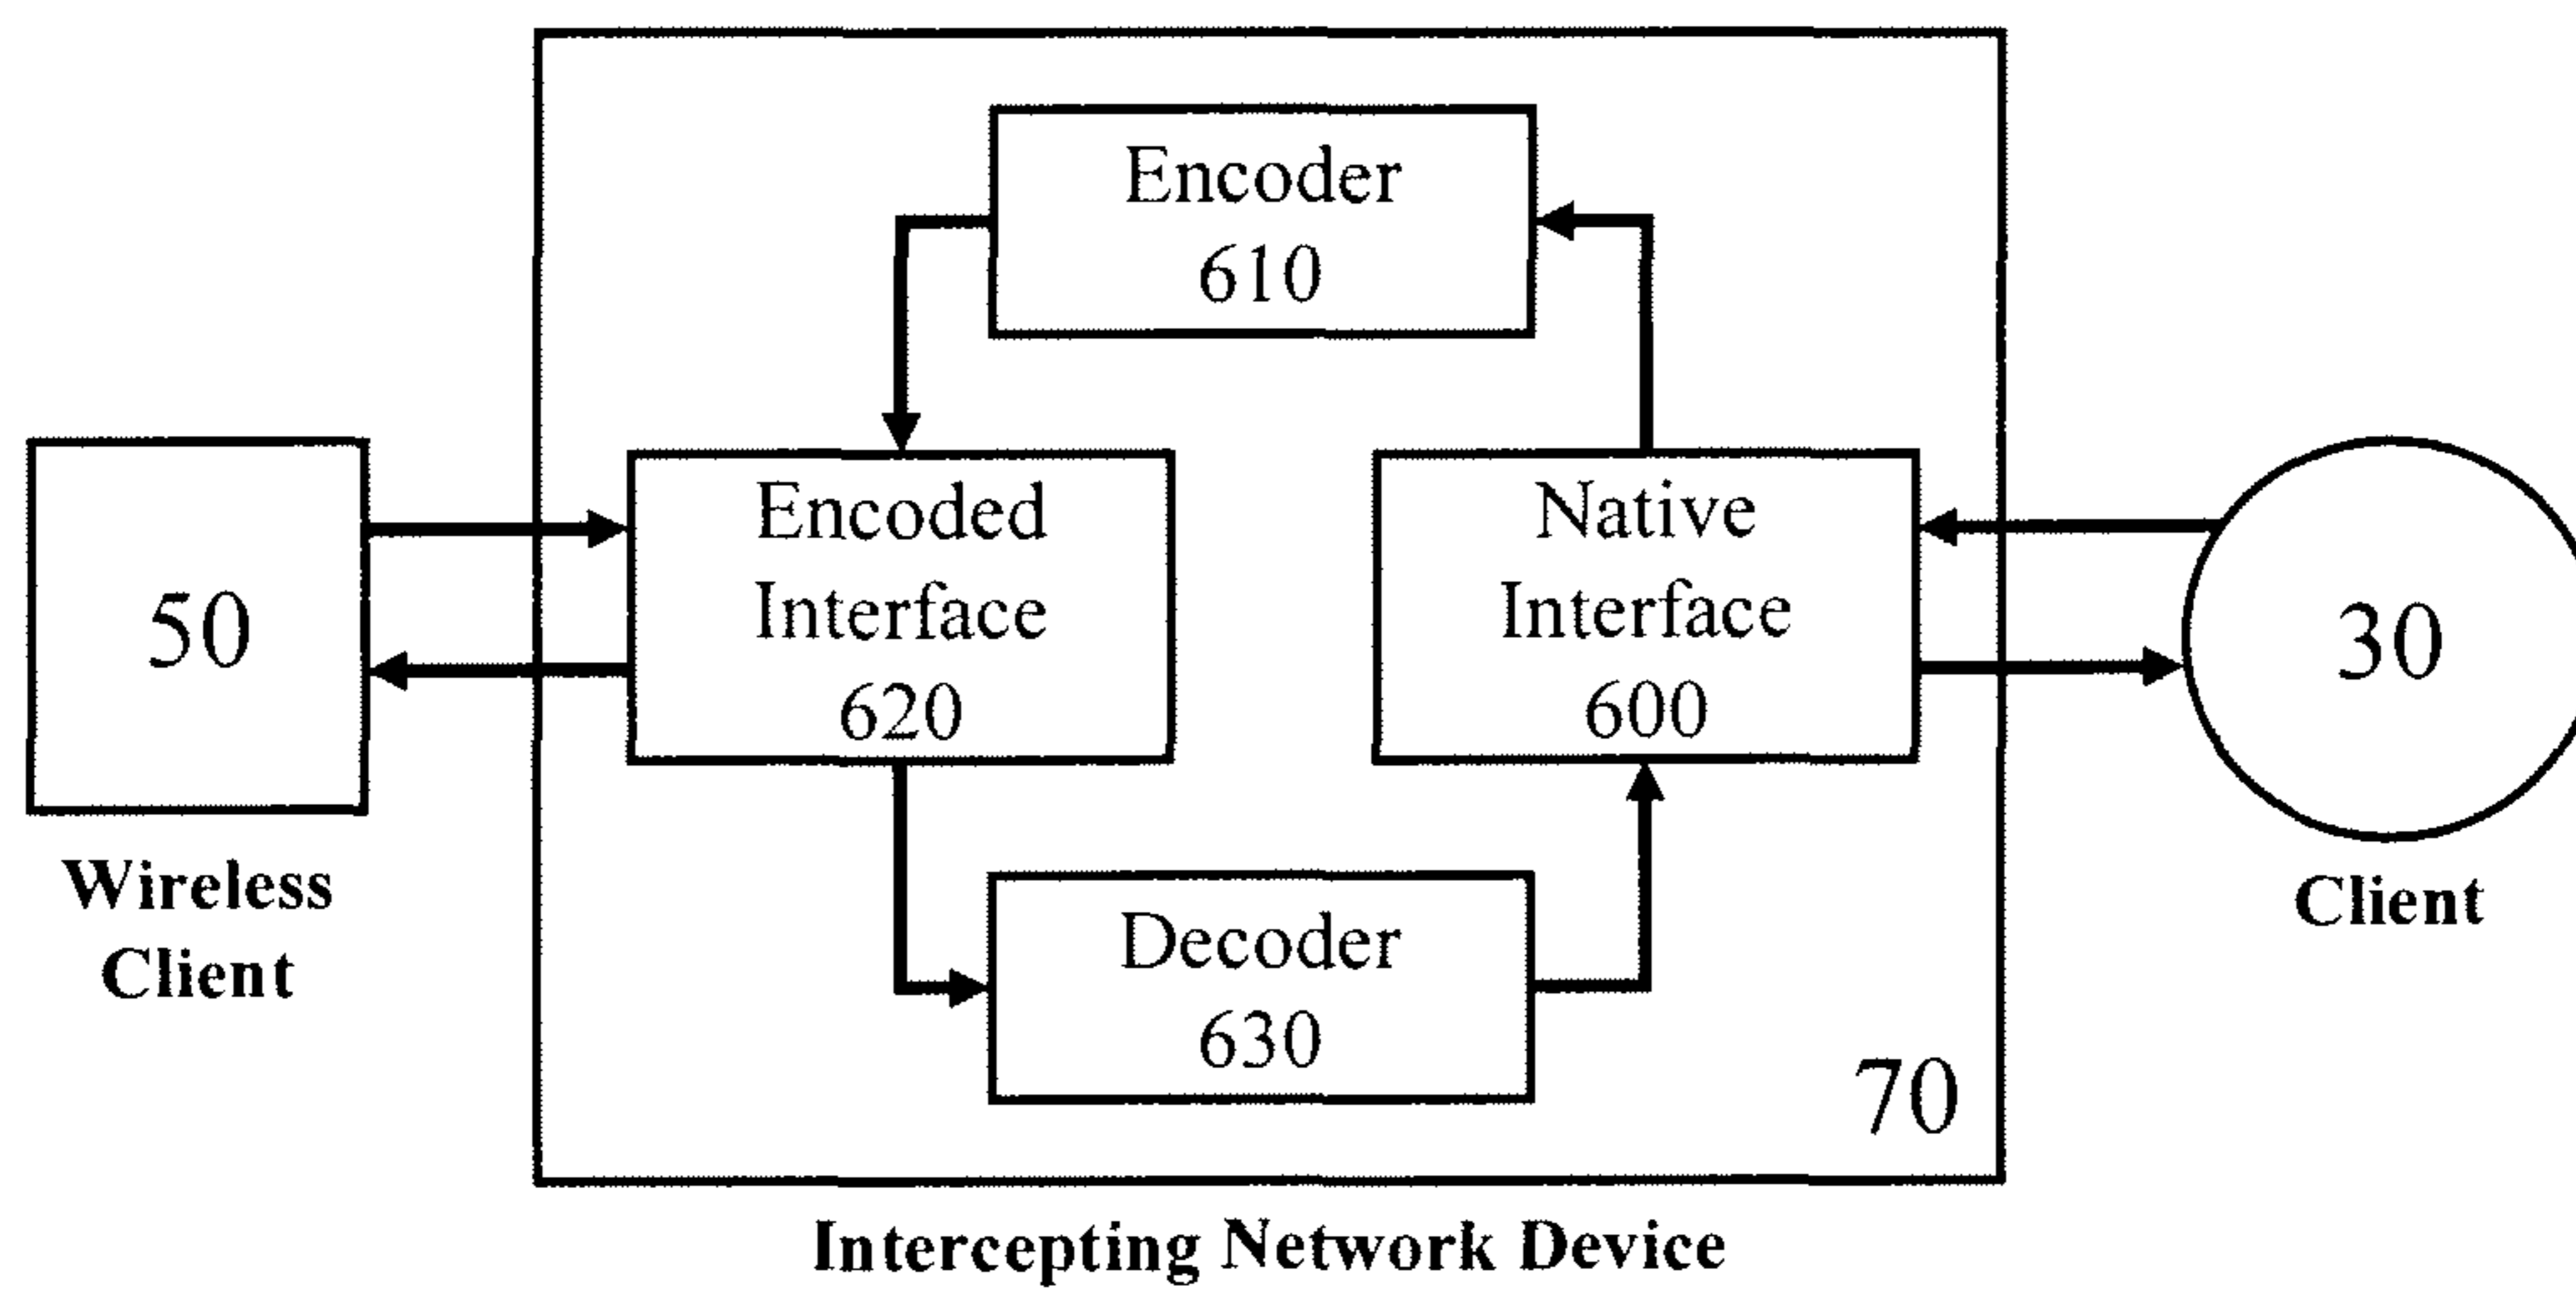 Encoder
610
Encoded
Interface
620
Native
Interface
600
50
30
Wireless
Client
Client
Decoder
630
70
Intercepting Network Device